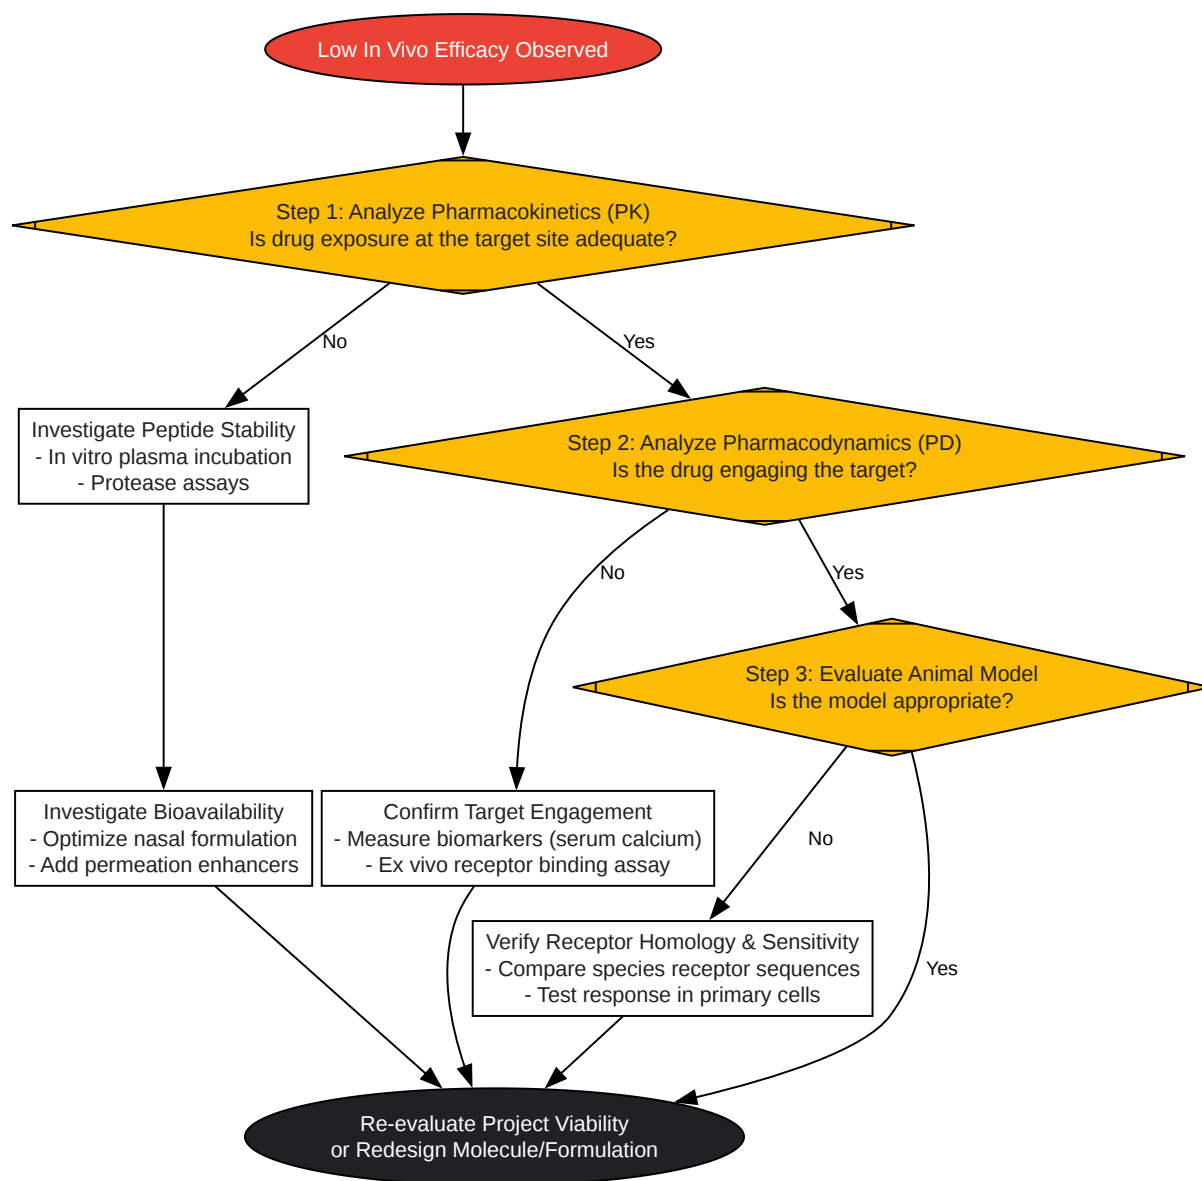 Low In Vivo Efficacy Observed
Step 1: Analyze Pharmacokinetics (PK)
Is drug exposure at the target site adequate?
No
Yes
Investigate Peptide Stability
- In vitro plasma incubation
- Protease assays
Step 2: Analyze Pharmacodynamics (PD)
Is the drug engaging the target?
No
Yes
Step 3: Evaluate Animal Model
Is the model appropriate?
Investigate Bioavailability
- Optimize nasal formulation
- Add permeation enhancers
Confirm Target Engagement
- Measure biomarkers (serum calcium)
- Ex vivo receptor binding assay
No
Yes
Verify Receptor Homology & Sensitivity
- Compare species receptor sequences
- Test response in primary cells
Re-evaluate Project Viability
or Redesign Molecule/Formulation